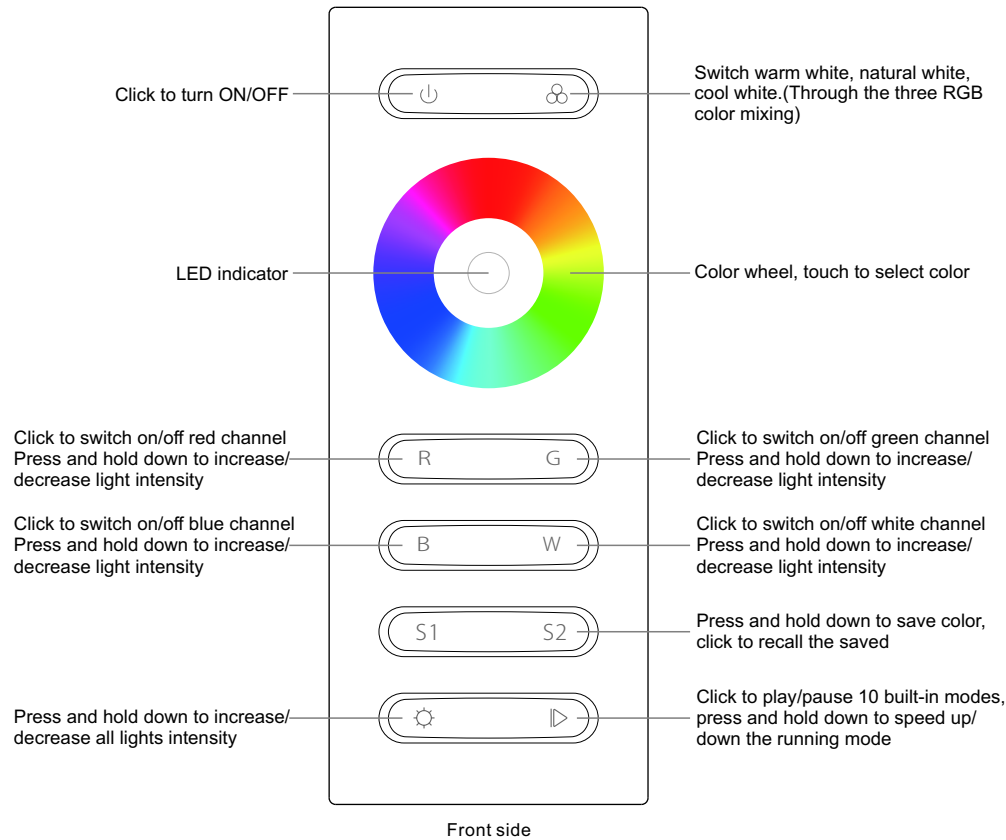 Click to turn ON/OFF
Switch warm white, natural white,
cool white.(Through the three RGB
color mixing)
LED indicator
Color wheel, touch to select color
Click to switch on/off red channel
Press and hold down to increase/
decrease light intensity
R
G
Click to switch on/off green channel
Press and hold down to increase/
decrease light intensity
Click to switch on/off blue channel
Press and hold down to increase/
decrease light intensity
B
W
Click to switch on/off white channel
Press and hold down to increase/
decrease light intensity
S1
S2
Press and hold down to save color,
click to recall the saved
Press and hold down to increase/
decrease all lights intensity
Click to play/pause 10 built-in modes,
press and hold down to speed up/
down the running mode
Front side